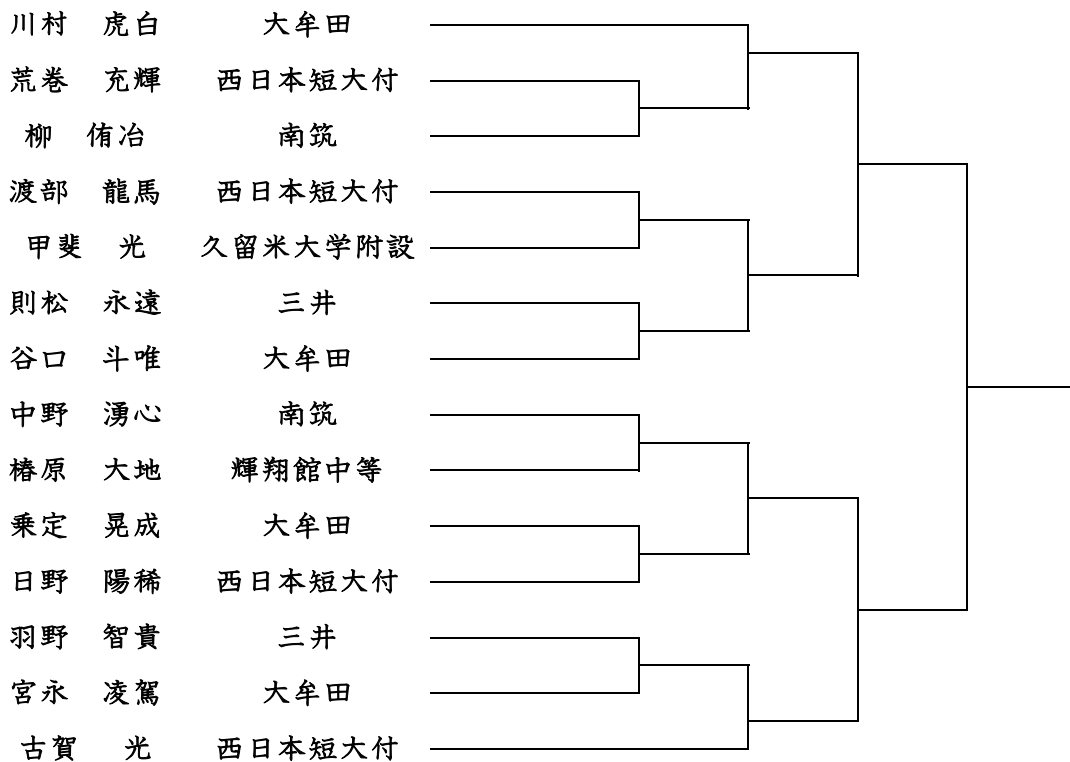 川村 虎白 大牟田
荒巻 充輝 西日本短大付
柳 侑冶 南筑
渡部 龍馬 西日本短大付
甲斐 光 久留米大学附設
則松 永遠 三井
谷口 斗唯 大牟田
中野 湧心 南筑
椿原 大地 輝翔館中等
乗定 晃成 大牟田
日野 陽稀 西日本短大付
羽野 智貴 三井
宮永 凌駕 大牟田
古賀 光 西日本短大付